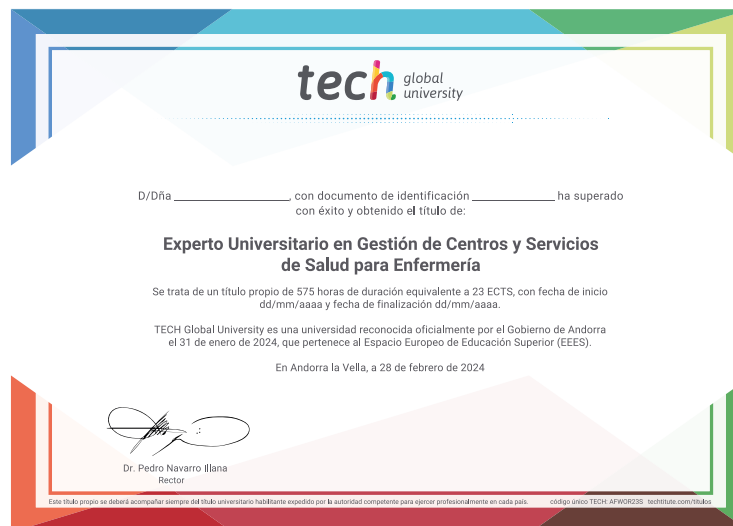 tech global
university
D/Dña ____________________, con documento de identificación ______________ ha superado
con éxito y obtenido el título de:
Experto Universitario en Gestión de Centros y Servicios
de Salud para Enfermería
Se trata de un título propio de 575 horas de duración equivalente a 23 ECTS, con fecha de inicio
dd/mm/aaaa y fecha de finalización dd/mm/aaaa.
TECH Global University es una universidad reconocida oficialmente por el Gobierno de Andorra
el 31 de enero de 2024, que pertenece al Espacio Europeo de Educación Superior (EEES).
En Andorra la Vella, a 28 de febrero de 2024
Dr. Pedro Navarro Illana
Rector
Este título propio se deberá acompañar siempre del título universitario habilitante expedido por la autoridad competente para ejercer profesionalmente en cada país. código único TECH: AFWOR23S techtitute.com/titulos